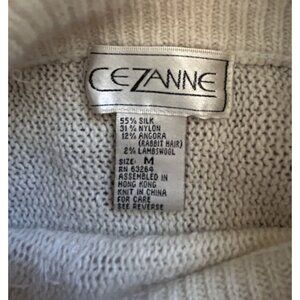 CEZANNE
55% SILK
31% NYLON
12% ANGORA
(RABBIT HAIR)
2% LAMBSWOOL
SIZE: M
RN 63264
ASSEMBLED IN
HONG KONG
KNIT IN CHINA
FOR CARE
SEE REVERSE